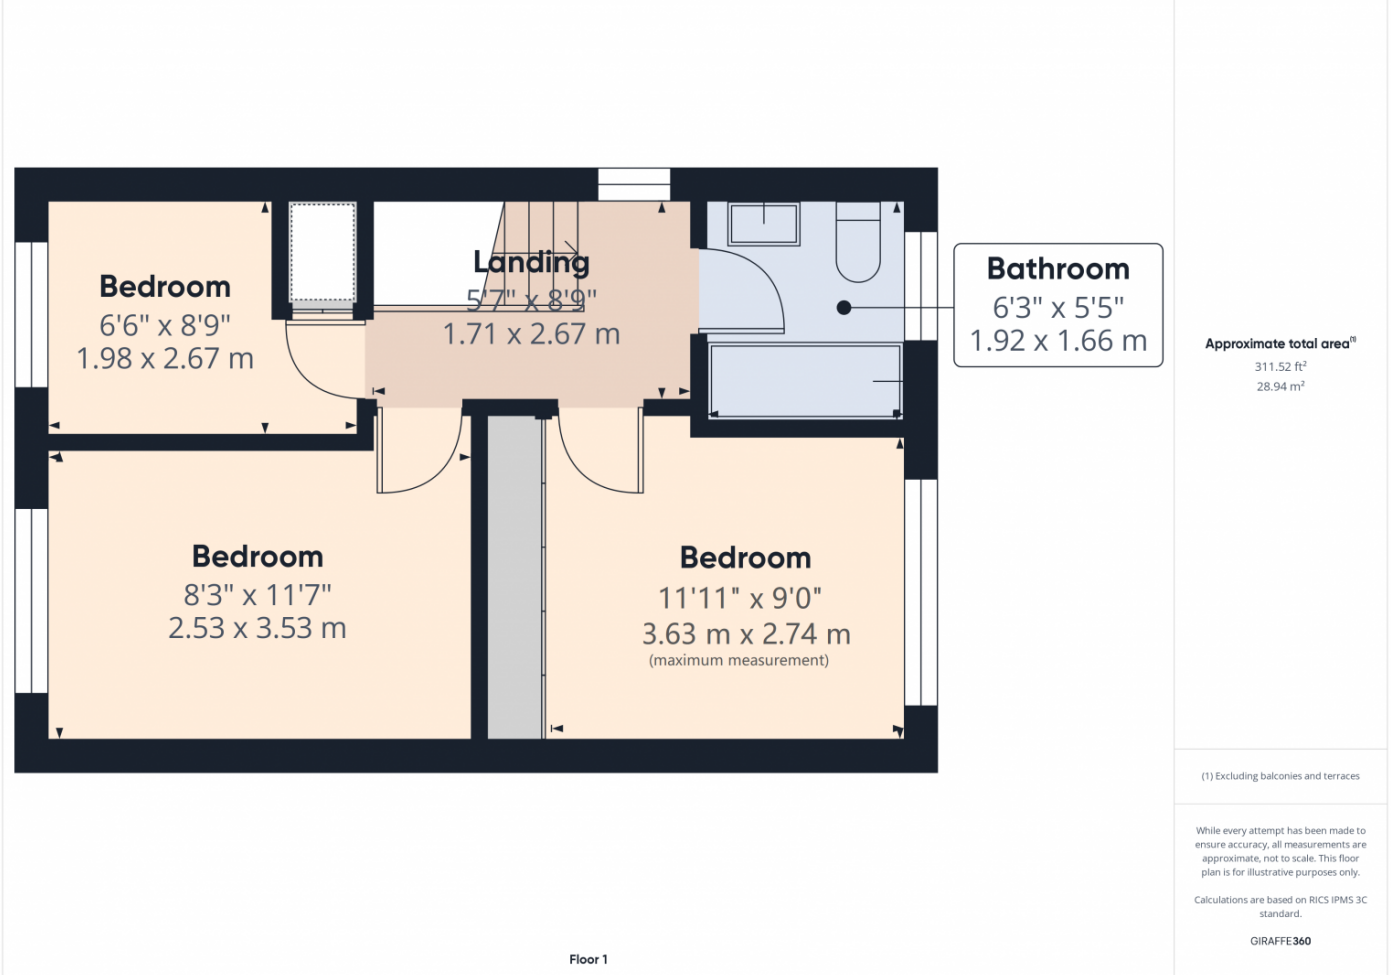 Bedroom
6'6" x 8'9"
1.98 x 2.67 m
Landing
5'7" x 8'9"
1.71 x 2.67 m
Bathroom
6'3" x 5'5"
1.92 x 1.66 m
Bedroom
8'3" x 11'7"
2.53 x 3.53 m
Bedroom
11'11" x 9'0"
3.63 m x 2.74 m
(maximum measurement)
Floor 1
Approximate total area(1)
311.52 ft²
28.94 m²
(1) Excluding balconies and terraces
While every attempt has been made to
ensure accuracy, all measurements are
approximate, not to scale. This floor
plan is for illustrative purposes only.
Calculations are based on RICS IPMS 3C
standard.
GIRAFFE360